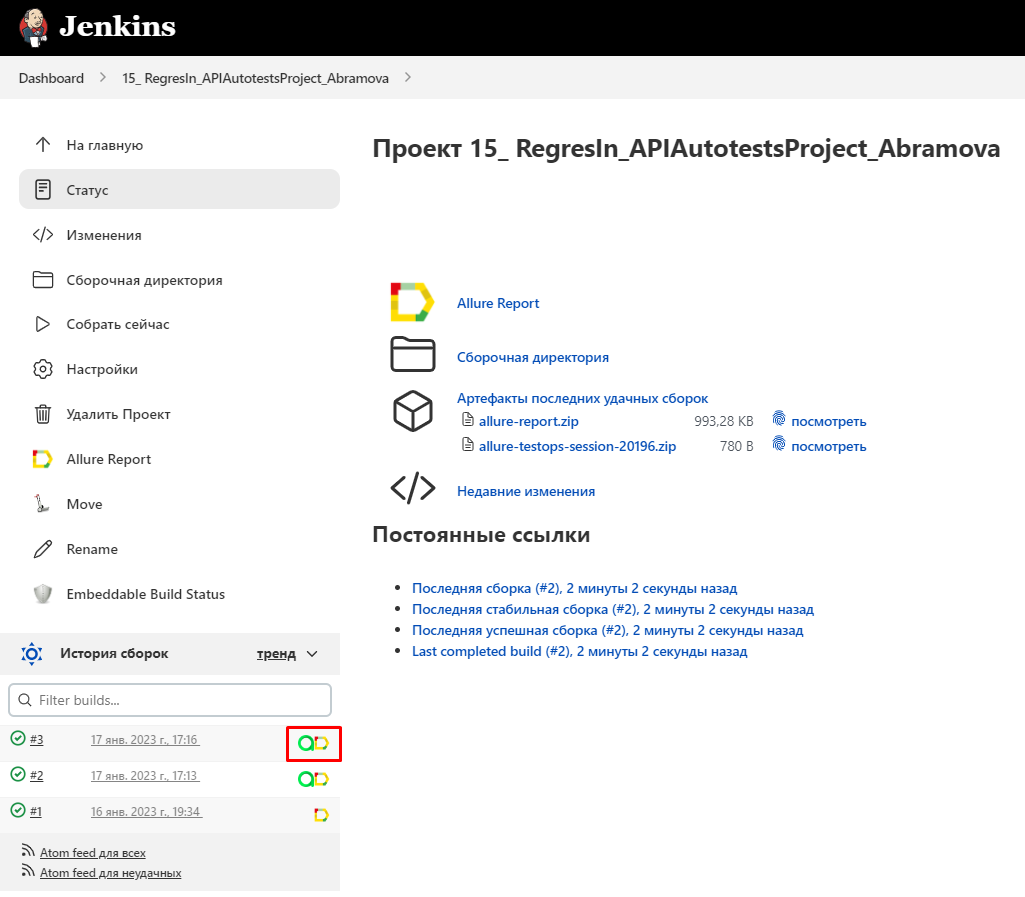 Jenkins
Dashboard
15_ RegresIn_APIAutotestsProject_Abramova
На главную
Статус
Изменения
Сборочная директория
Собрать сейчас
Настройки
Удалить Проект
Allure Report
Move
Rename
Embeddable Build Status
История сборок
тренд
Filter builds...
#3 17 янв. 2023 г., 17:16
#2 17 янв. 2023 г., 17:13
#1 16 янв. 2023 г., 19:34
Atom feed для всех
Atom feed для неудачных
Проект 15_ RegresIn_APIAutotestsProject_Abramova
Allure Report
Сборочная директория
Артефакты последних удачных сборок
allure-report.zip 993,28 KB посмотреть
allure-testops-session-20196.zip 780 B посмотреть
Недавние изменения
Постоянные ссылки
Последняя сборка (#2), 2 минуты 2 секунды назад
Последняя стабильная сборка (#2), 2 минуты 2 секунды назад
Последняя успешная сборка (#2), 2 минуты 2 секунды назад
Last completed build (#2), 2 минуты 2 секунды назад